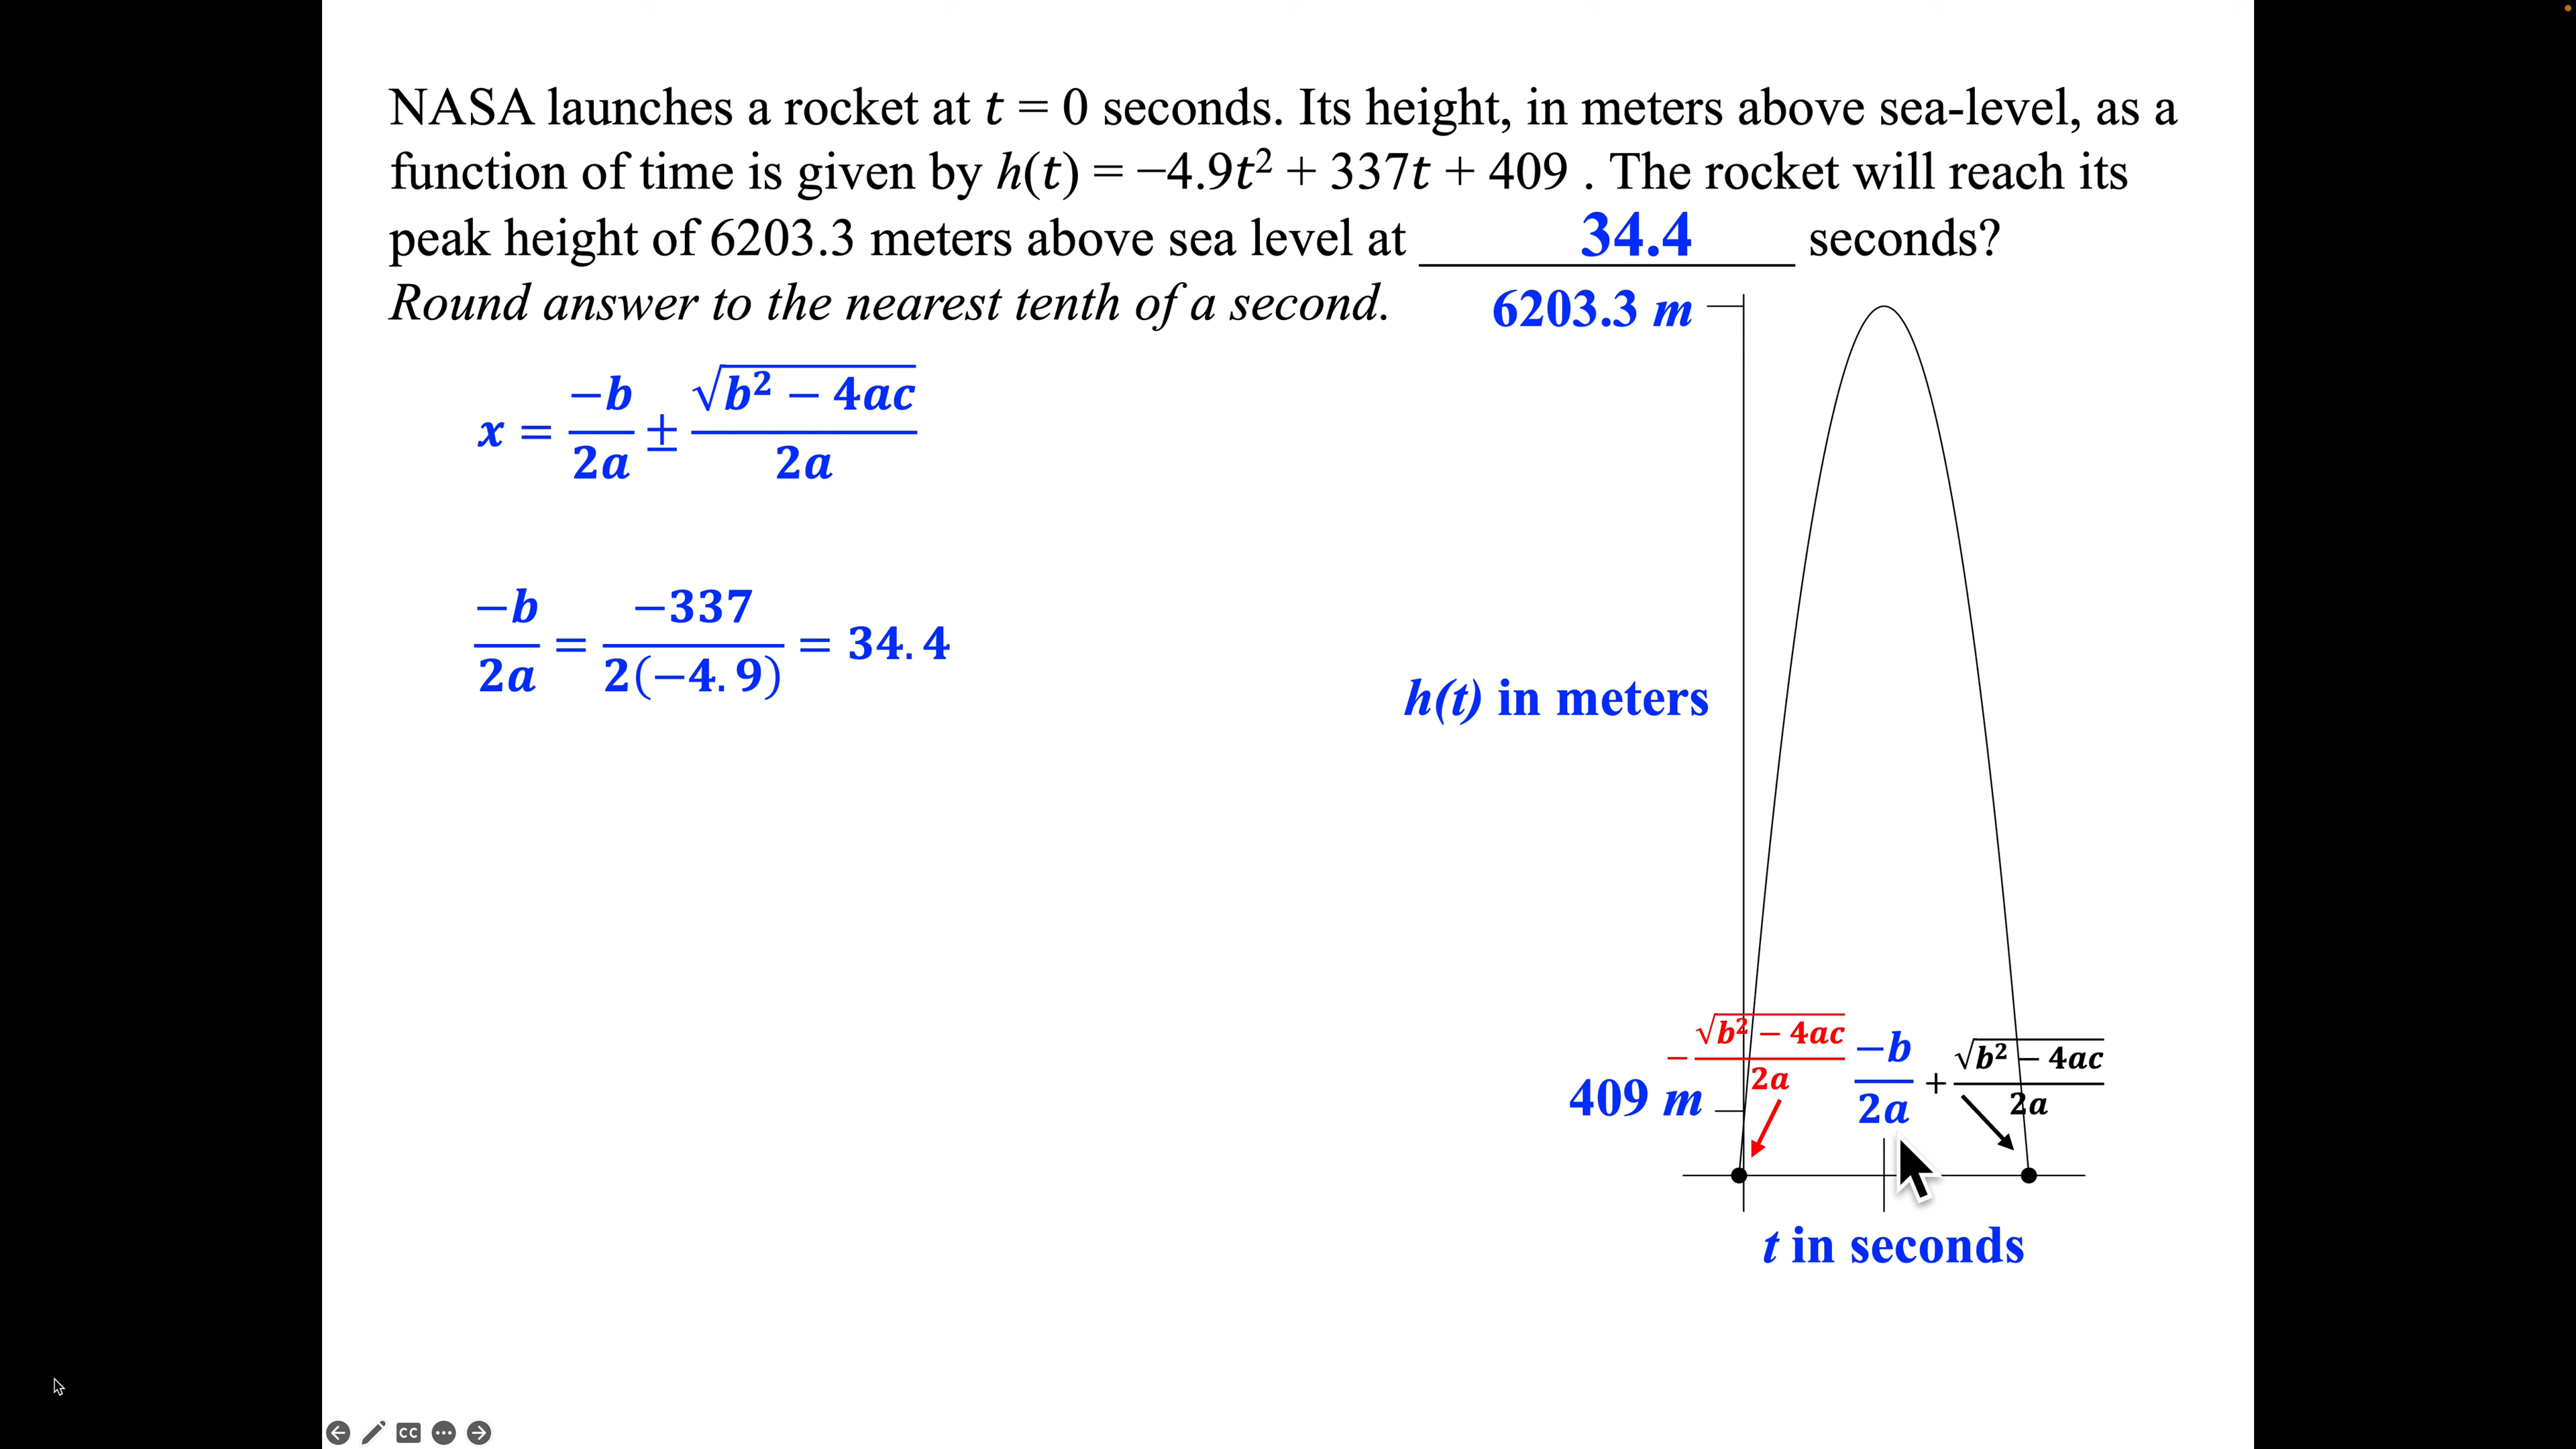 NASA launches a rocket at t = 0 seconds. Its height, in meters above sea-level, as a
function of time is given by h(t) = −4.9t² + 337t + 409 . The rocket will reach its
peak height of 6203.3 meters above sea level at 34.4 seconds?
Round answer to the nearest tenth of a second.
6203.3 m
x = −b/2a ± √(b² − 4ac)/2a
−b/2a = −337/2(−4.9) = 34.4
h(t) in meters
− √(b² − 4ac)/2a −b/2a + √(b² − 4ac)/2a
409 m
t in seconds
CC